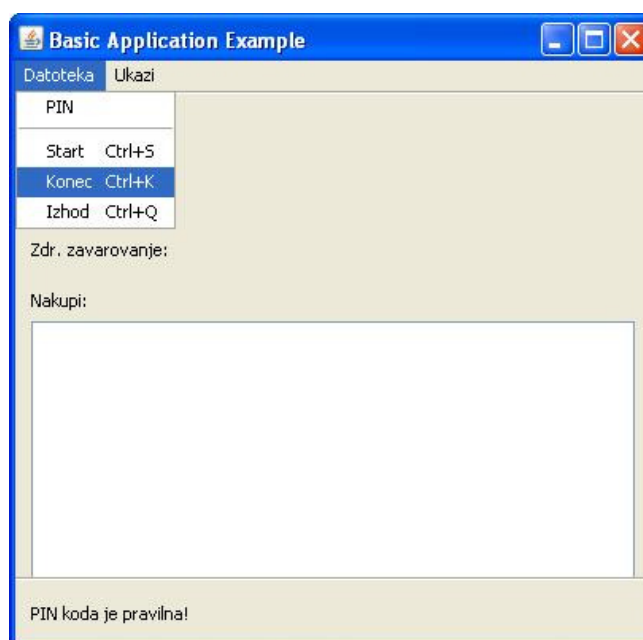 Basic Application Example
Datoteka Ukazi
PIN
Start Ctrl+S
Konec Ctrl+K
Izhod Ctrl+Q
Zdr. zavarovanje:
Nakupi:
PIN koda je pravilna!